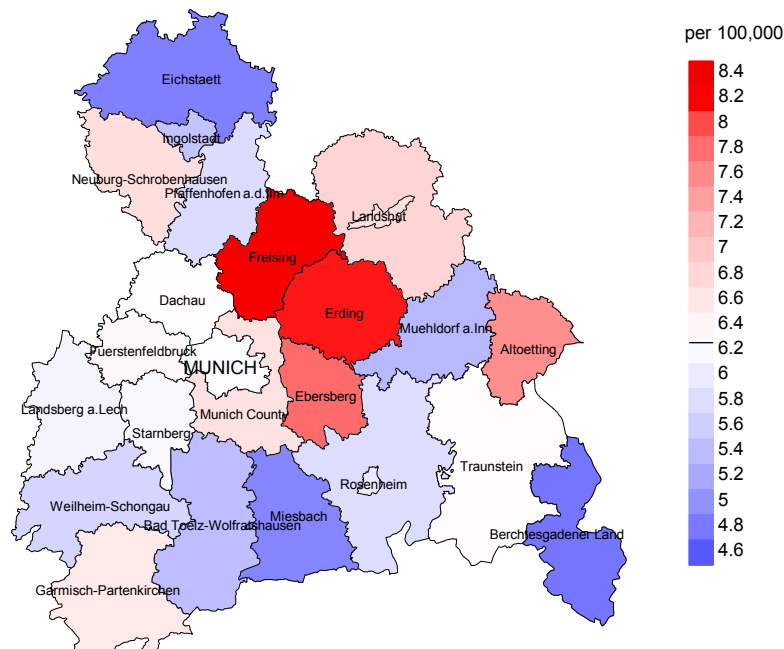 per 100,000
8.4
8.2
8
7.8
7.6
7.4
7.2
7
6.8
6.6
6.4
6.2
6
5.8
5.6
5.4
5.2
5
4.8
4.6
Eichstaett
Ingolstadt
Neuburg-Schrobenhausen
Pfaffenhofen a.d.Ilm
Landshut
Freising
Dachau
Erding
Muehldorf a.Inn
Altoetting
Fuerstenfeldbruck
MUNICH
Ebersberg
Landsberg a.Lech
Munich County
Starnberg
Traunstein
Rosenheim
Weilheim-Schongau
Miesbach
Bad Toelz-Wolfratshausen
Berchtesgadener Land
Garmisch-Partenkirchen